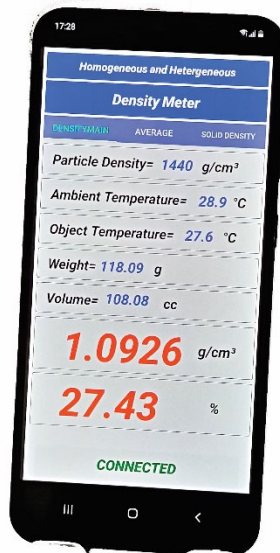 17:28
Homogeneous and Hetergeneous
Density Meter
DENSITYMAIN AVERAGE SOLID DENSITY
Particle Density= 1440 g/cm³
Ambient Temperature= 28.9 °C
Object Temperature= 27.6 °C
Weight= 118.09 g
Volume= 108.08 cc
1.0926 g/cm³
27.43 %
CONNECTED